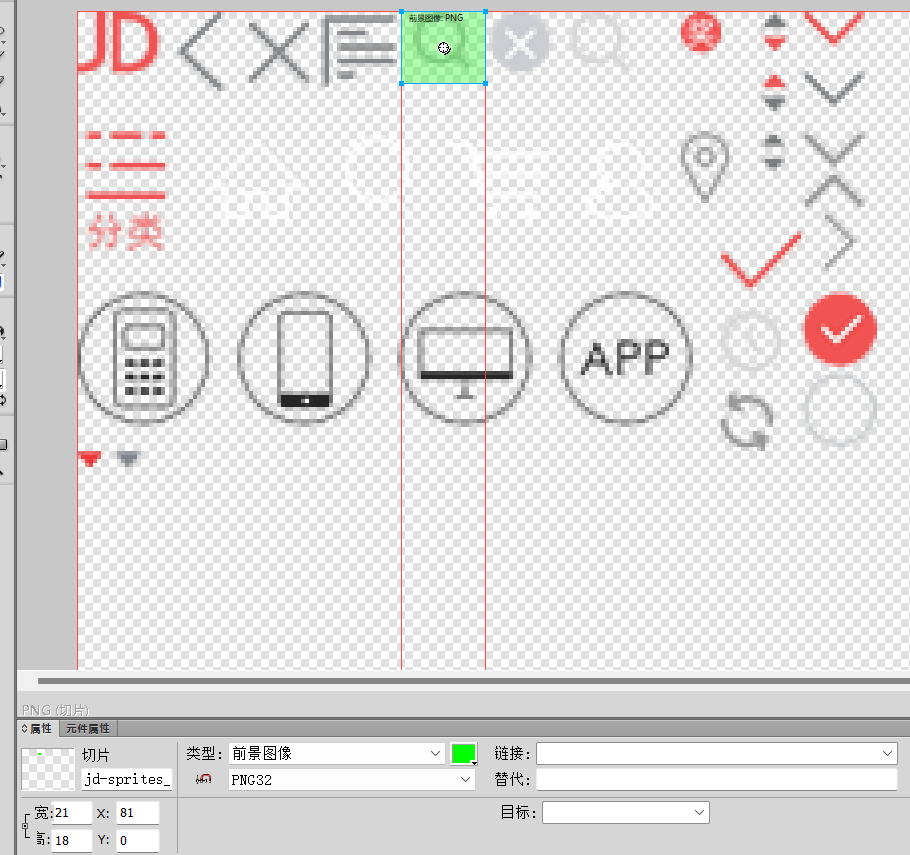 JD
前景图像: PNG
分类
APP
PNG (切片)
属性 元件属性
切片
jd-sprites_
类型: 前景图像
PNG32
链接:
替代:
目标:
宽: 21 X: 81
高: 18 Y: 0